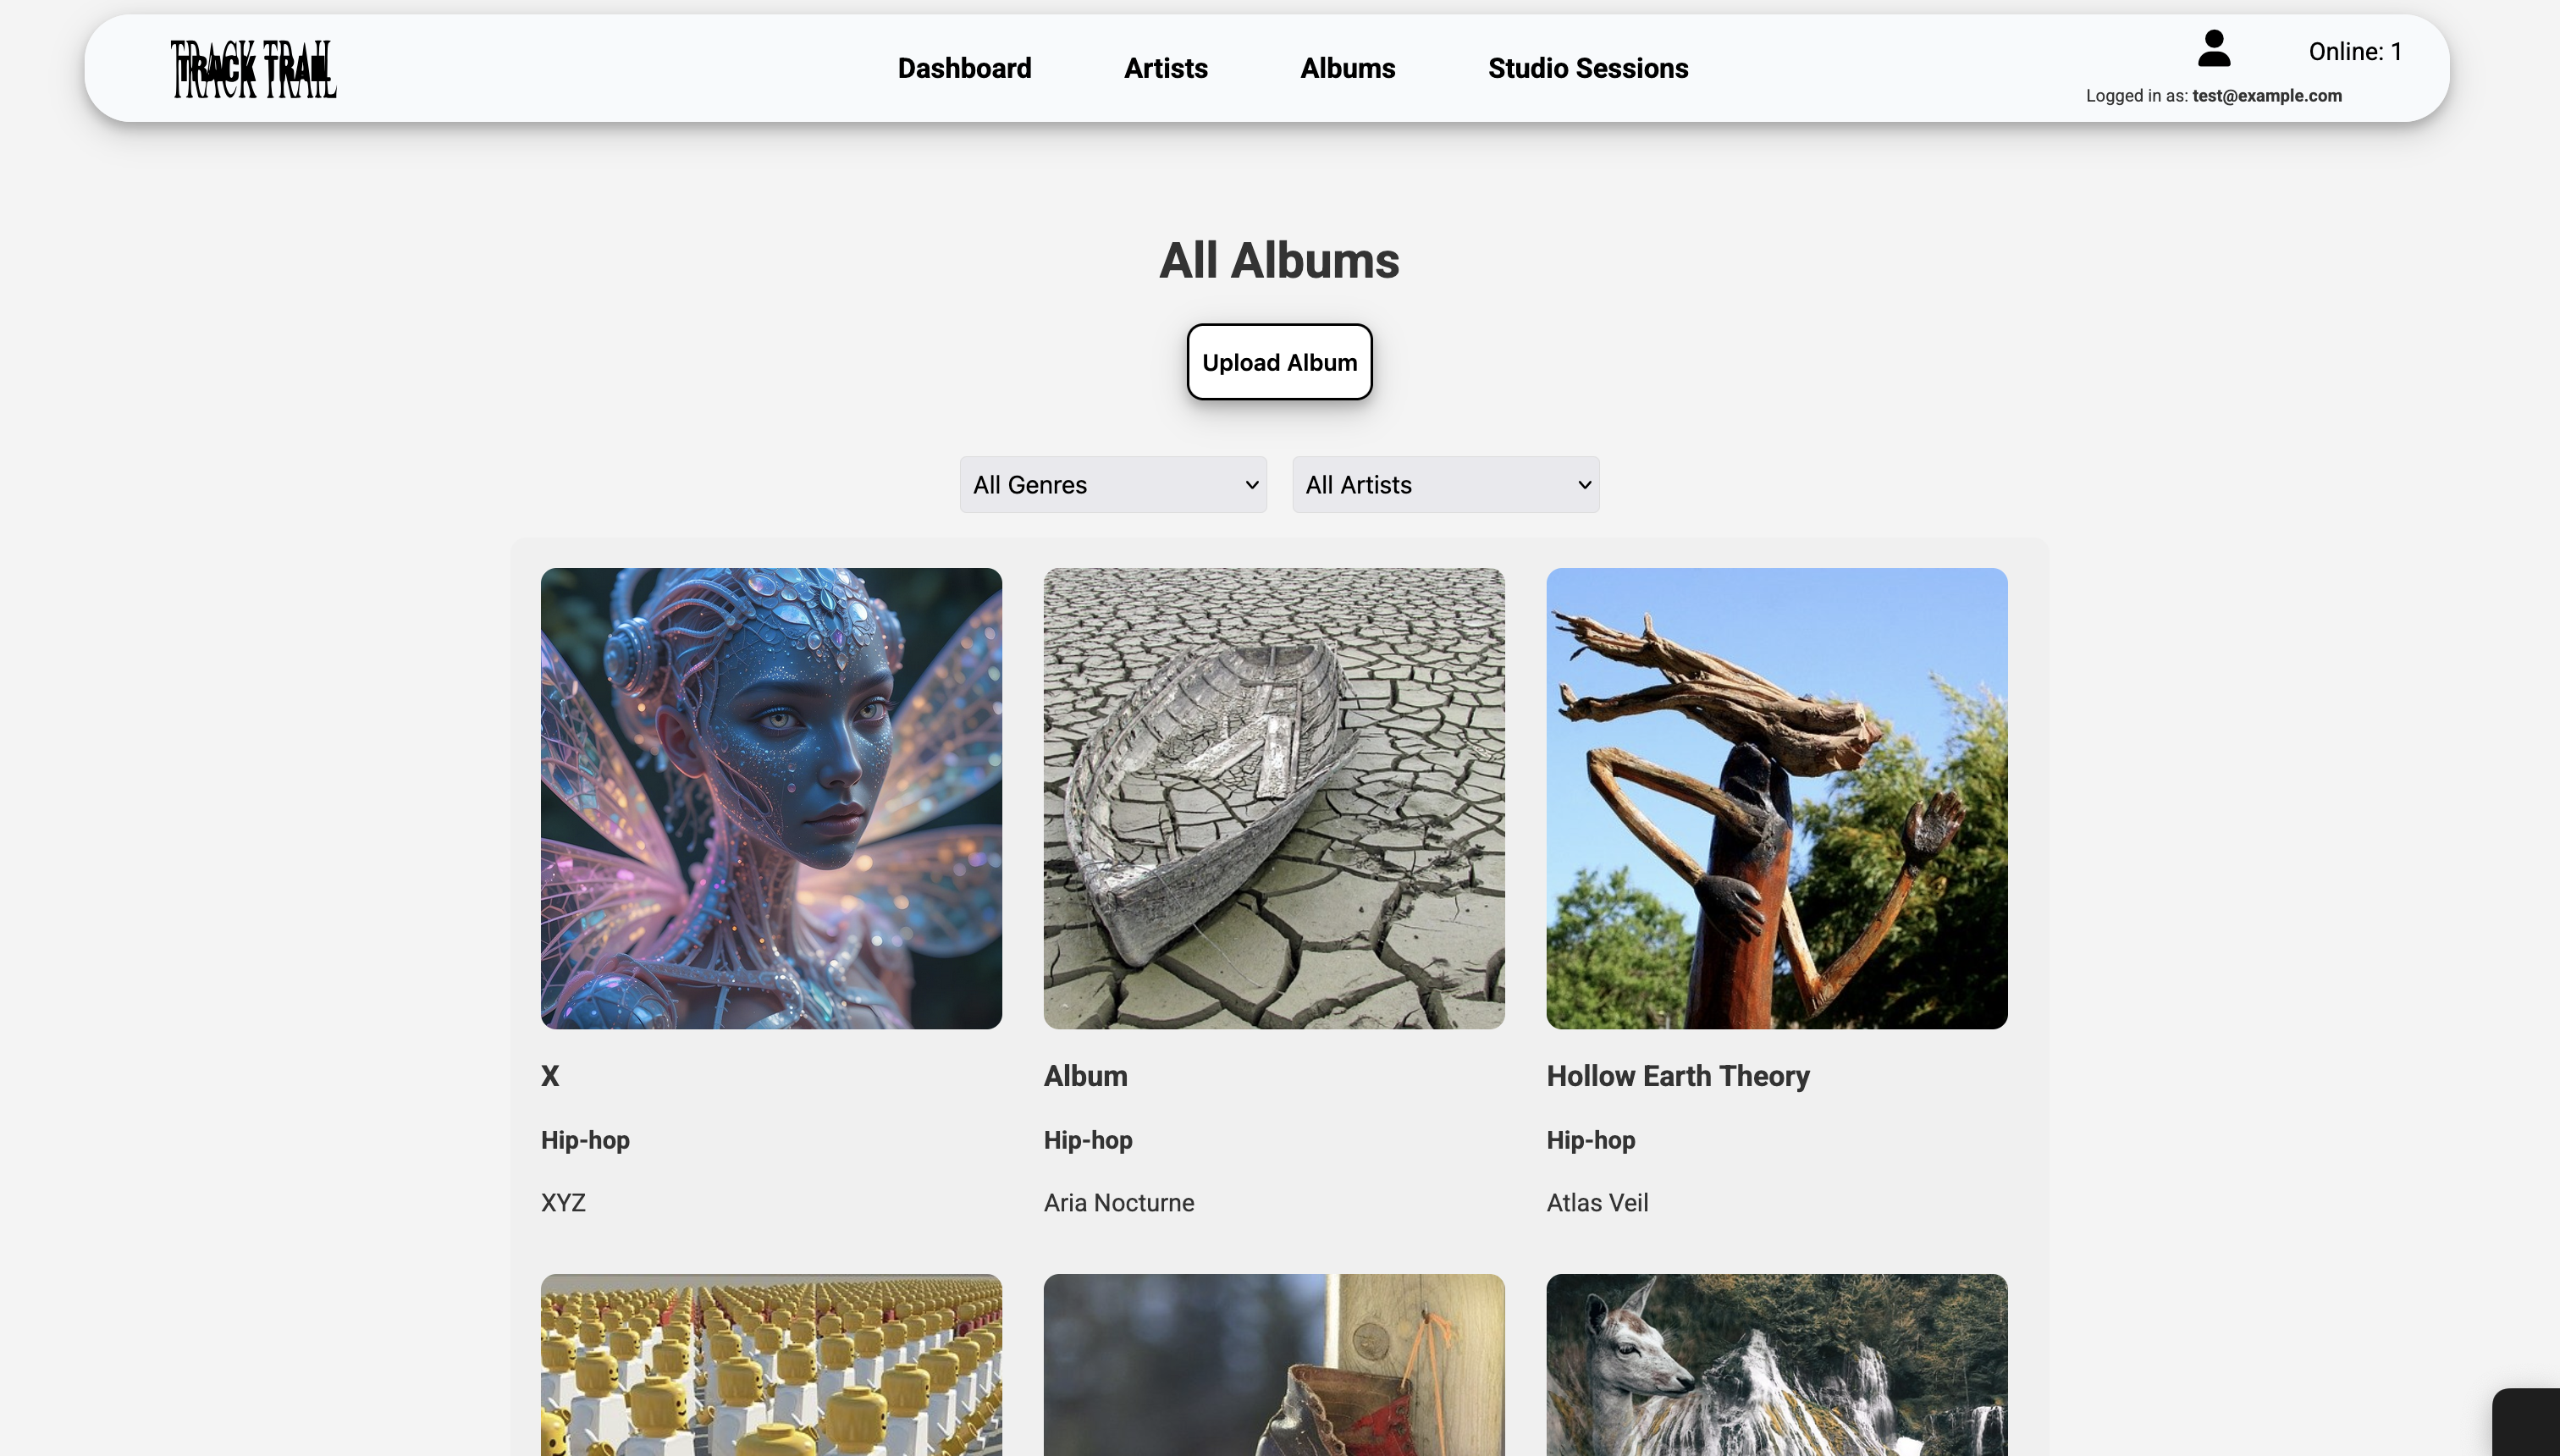 TRACK TRAIL
TRACK TRAIL
Dashboard
Artists
Albums
Studio Sessions
Online: 1
Logged in as: test@example.com
All Albums
Upload Album
All Genres
All Artists
X
Hip-hop
XYZ
Album
Hip-hop
Aria Nocturne
Hollow Earth Theory
Hip-hop
Atlas Veil